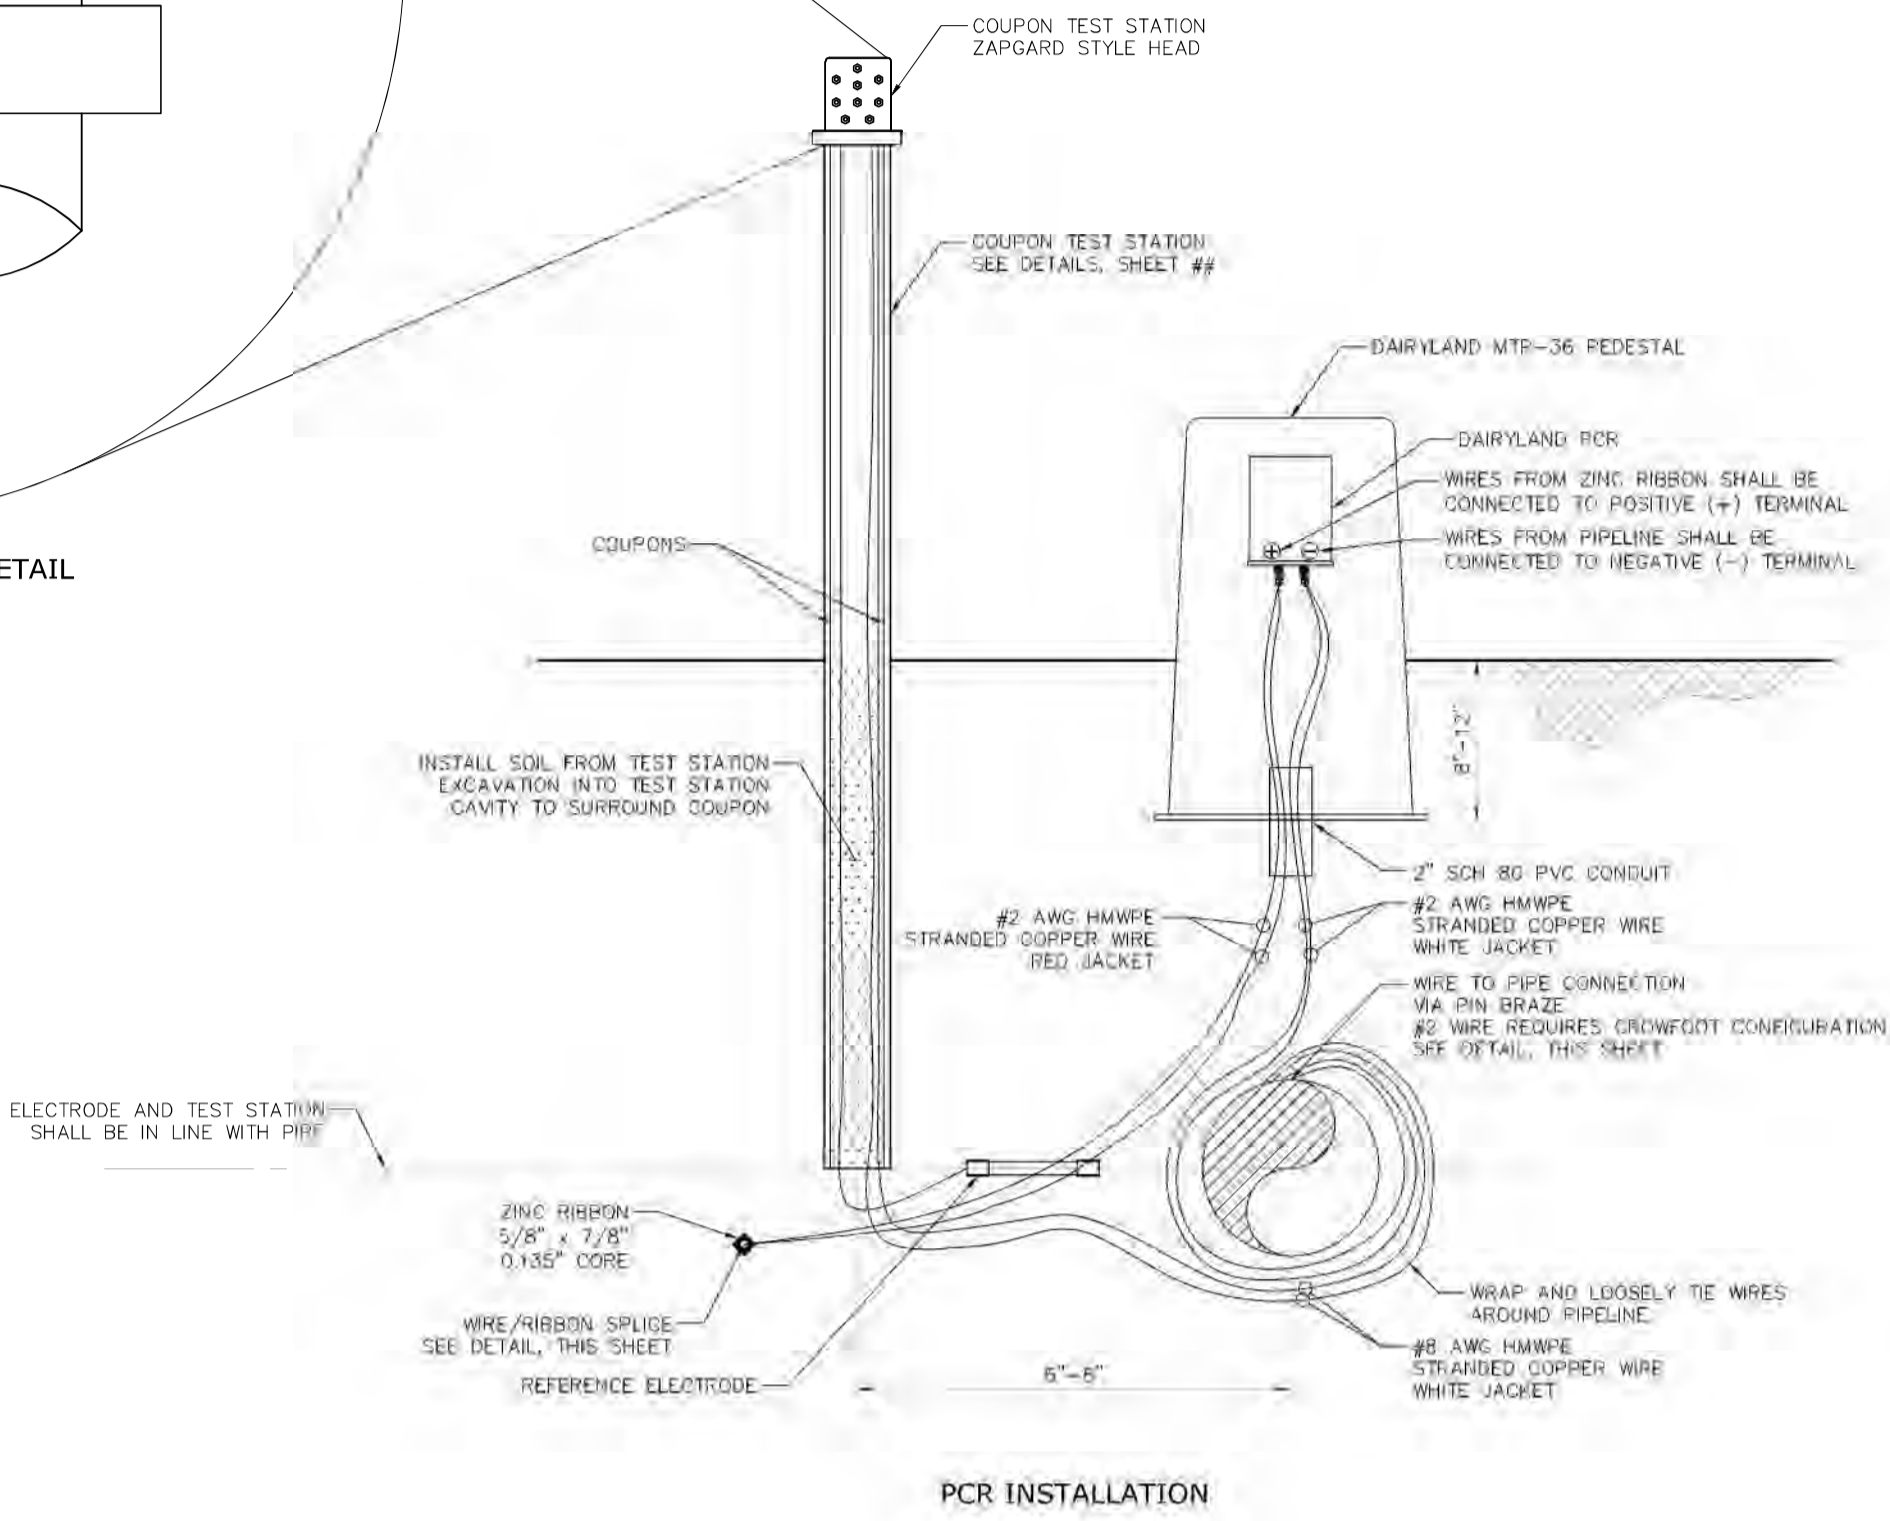 COUPON TEST STATION
ZAPGARD STYLE HEAD
COUPON TEST STATION
SEE DETAILS, SHEET ##
DAIRYLAND MTP-36 PEDESTAL
DAIRYLAND PCR
WIRES FROM ZINC RIBBON SHALL BE
CONNECTED TO POSITIVE (+) TERMINAL
WIRES FROM PIPELINE SHALL BE
CONNECTED TO NEGATIVE (-) TERMINAL
COUPONS
ETAIL
INSTALL SOIL FROM TEST STATION
EXCAVATION INTO TEST STATION
CAVITY TO SURROUND COUPON
8"-12"
2" SCH 80 PVC CONDUIT
#2 AWG HMWPE
STRANDED COPPER WIRE
RED JACKET
#2 AWG HMWPE
STRANDED COPPER WIRE
WHITE JACKET
WIRE TO PIPE CONNECTION
VIA PIN BRAZE
#2 WIRE REQUIRES CROWFOOT CONFIGURATION
SEE DETAIL, THIS SHEET
ELECTRODE AND TEST STATION
SHALL BE IN LINE WITH PIPE
ZINC RIBBON
5/8" x 7/8"
0.135" CORE
WIRE/RIBBON SPLICE
SEE DETAIL, THIS SHEET
REFERENCE ELECTRODE
WRAP AND LOOSELY TIE WIRES
AROUND PIPELINE
#8 AWG HMWPE
STRANDED COPPER WIRE
WHITE JACKET
PCR INSTALLATION